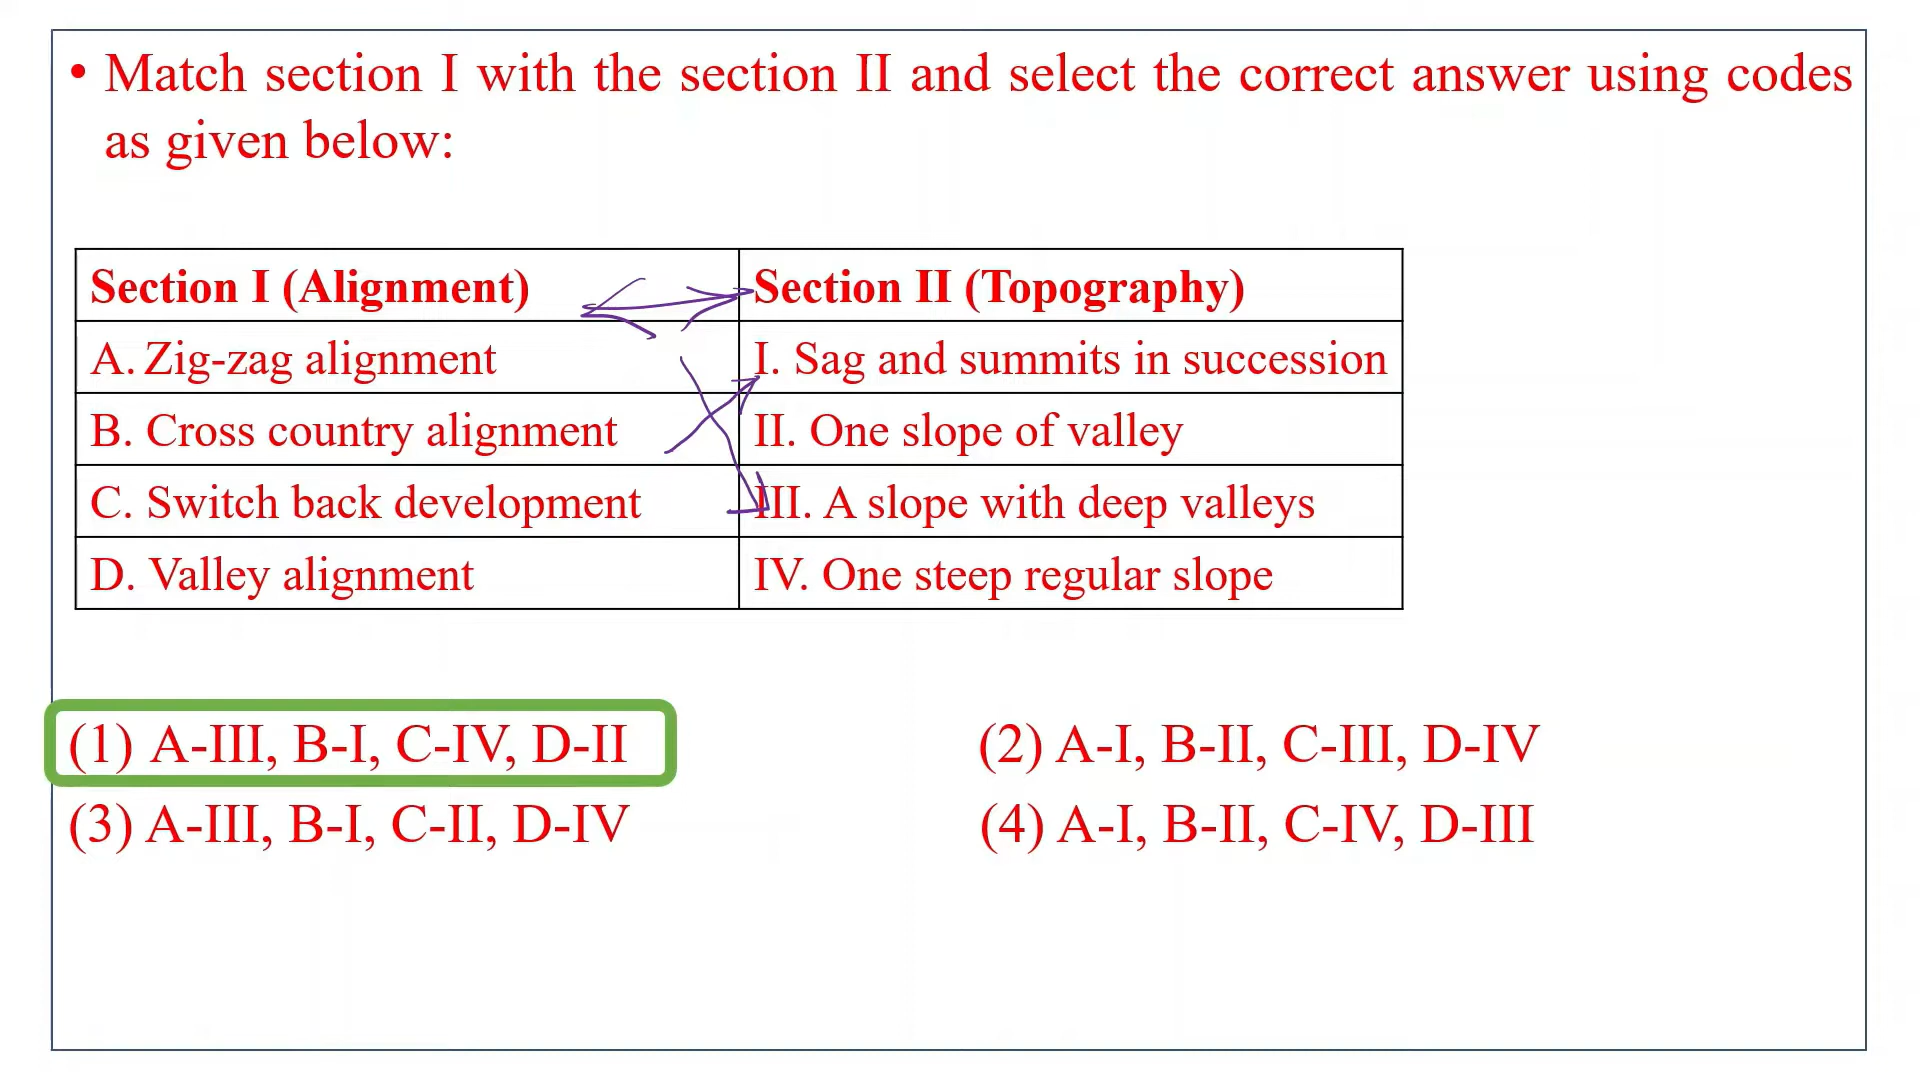 • Match section I with the section II and select the correct answer using codes
as given below:
Section I (Alignment) Section II (Topography)
A. Zig-zag alignment I. Sag and summits in succession
B. Cross country alignment II. One slope of valley
C. Switch back development III. A slope with deep valleys
D. Valley alignment IV. One steep regular slope
(1) A-III, B-I, C-IV, D-II (2) A-I, B-II, C-III, D-IV
(3) A-III, B-I, C-II, D-IV (4) A-I, B-II, C-IV, D-III